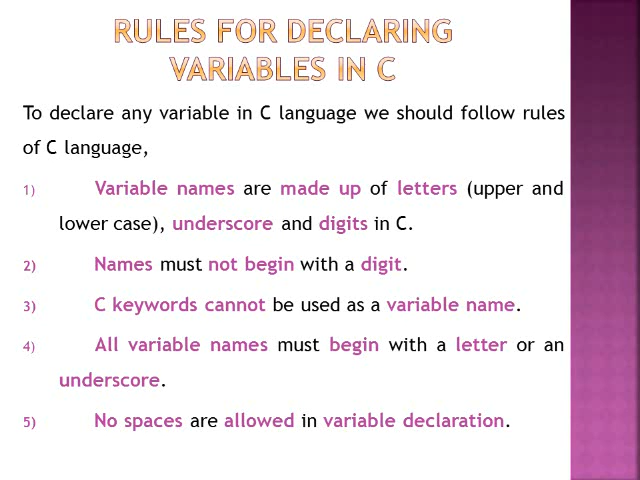 RULES FOR DECLARING
VARIABLES IN C
To declare any variable in C language we should follow rules
of C language,
1) Variable names are made up of letters (upper and
lower case), underscore and digits in C.
2) Names must not begin with a digit.
3) C keywords cannot be used as a variable name.
4) All variable names must begin with a letter or an
underscore.
5) No spaces are allowed in variable declaration.